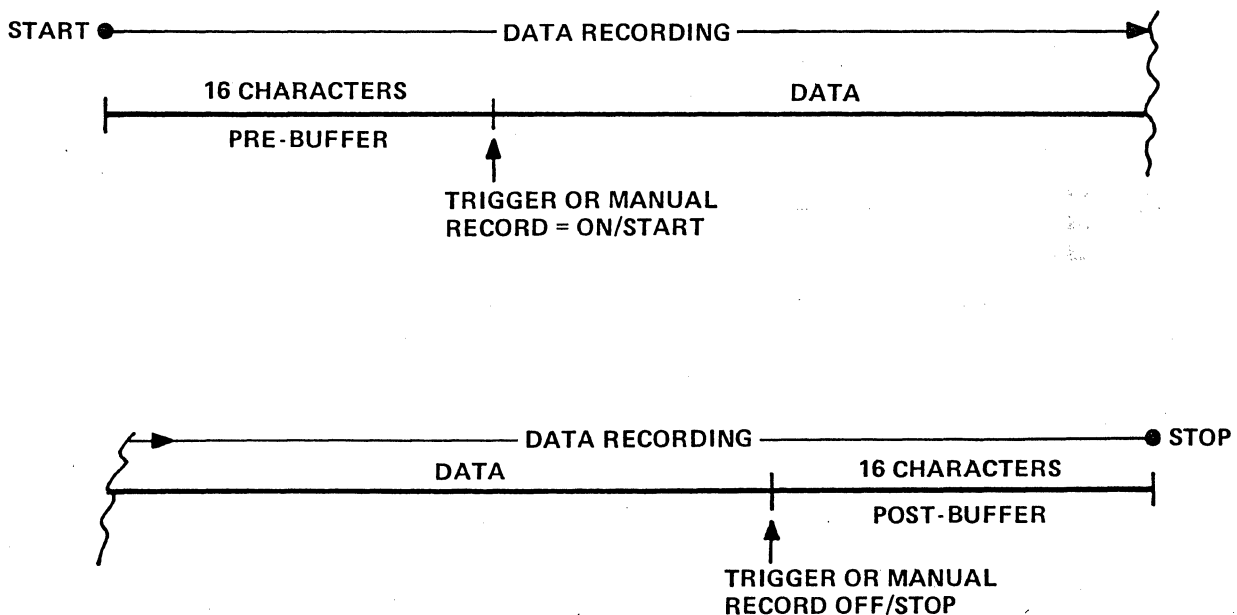 START
DATA RECORDING
16 CHARACTERS
DATA
PRE-BUFFER
TRIGGER OR MANUAL
RECORD = ON/START
DATA RECORDING
STOP
DATA
16 CHARACTERS
POST-BUFFER
TRIGGER OR MANUAL
RECORD OFF/STOP